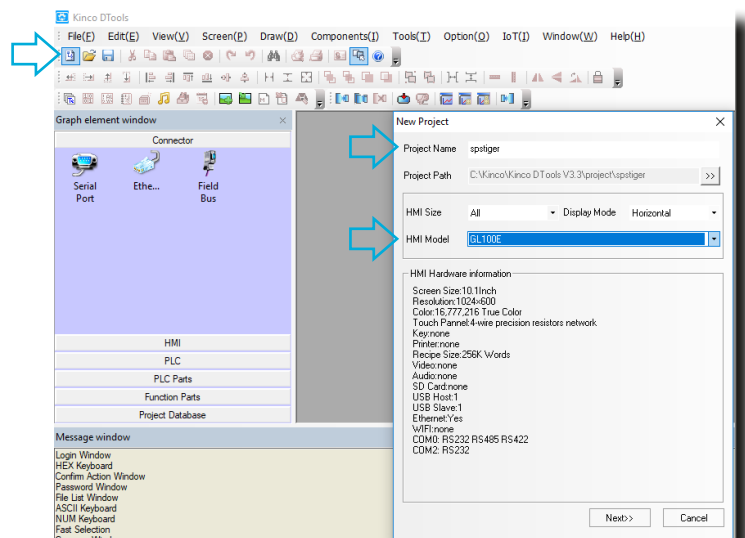 Kinco DTools
File(F) Edit(E) View(V) Screen(P) Draw(D) Components(I) Tools(T) Option(O) IoT(I) Window(W) Help(H)
Graph element window
Connector
Serial Port
Ethe...
Field Bus
HMI
PLC
PLC Parts
Function Parts
Project Database
Message window
Login Window
HEX Keyboard
Confirm Action Window
Password Window
File List Window
ASCII Keyboard
NUM Keyboard
Fast Selection
New Project
Project Name spstiger
Project Path C:\Kinco\Kinco DTools V3.3\project\spstiger >>
HMI Size All Display Mode Horizontal
HMI Model GL100E
HMI Hardware information
Screen Size:10.1Inch
Resolution:1024×600
Color:16,777,216 True Color
Touch Pannel:4-wire precision resistors network
Key:none
Printer:none
Recipe Size:256K Words
Video:none
Audio:none
SD Card:none
USB Host:1
USB Slave:1
Ethernet:Yes
WIFI:none
COM0: RS232 RS485 RS422
COM2: RS232
Next>> Cancel